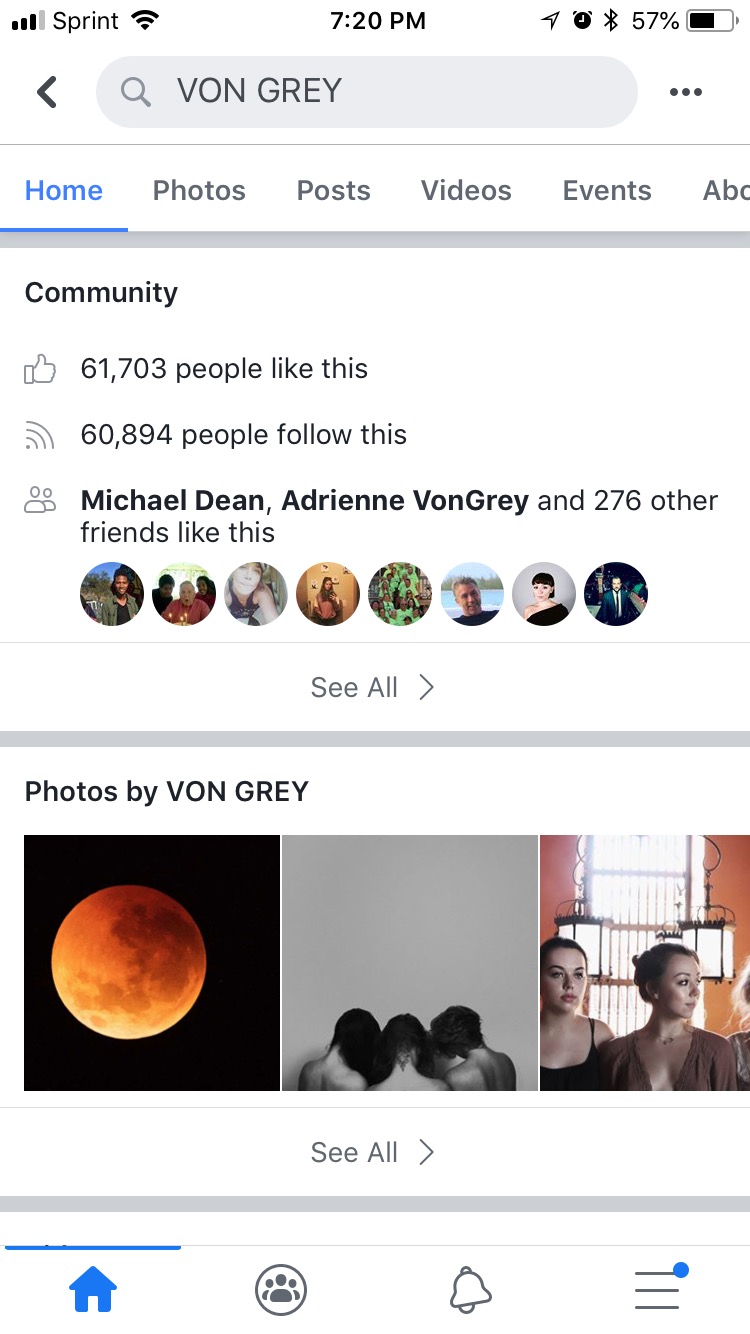 Sprint 7:20 PM 57%
VON GREY
Home Photos Posts Videos Events Abo
Community
61,703 people like this
60,894 people follow this
Michael Dean, Adrienne VonGrey and 276 other
friends like this
See All
Photos by VON GREY
See All